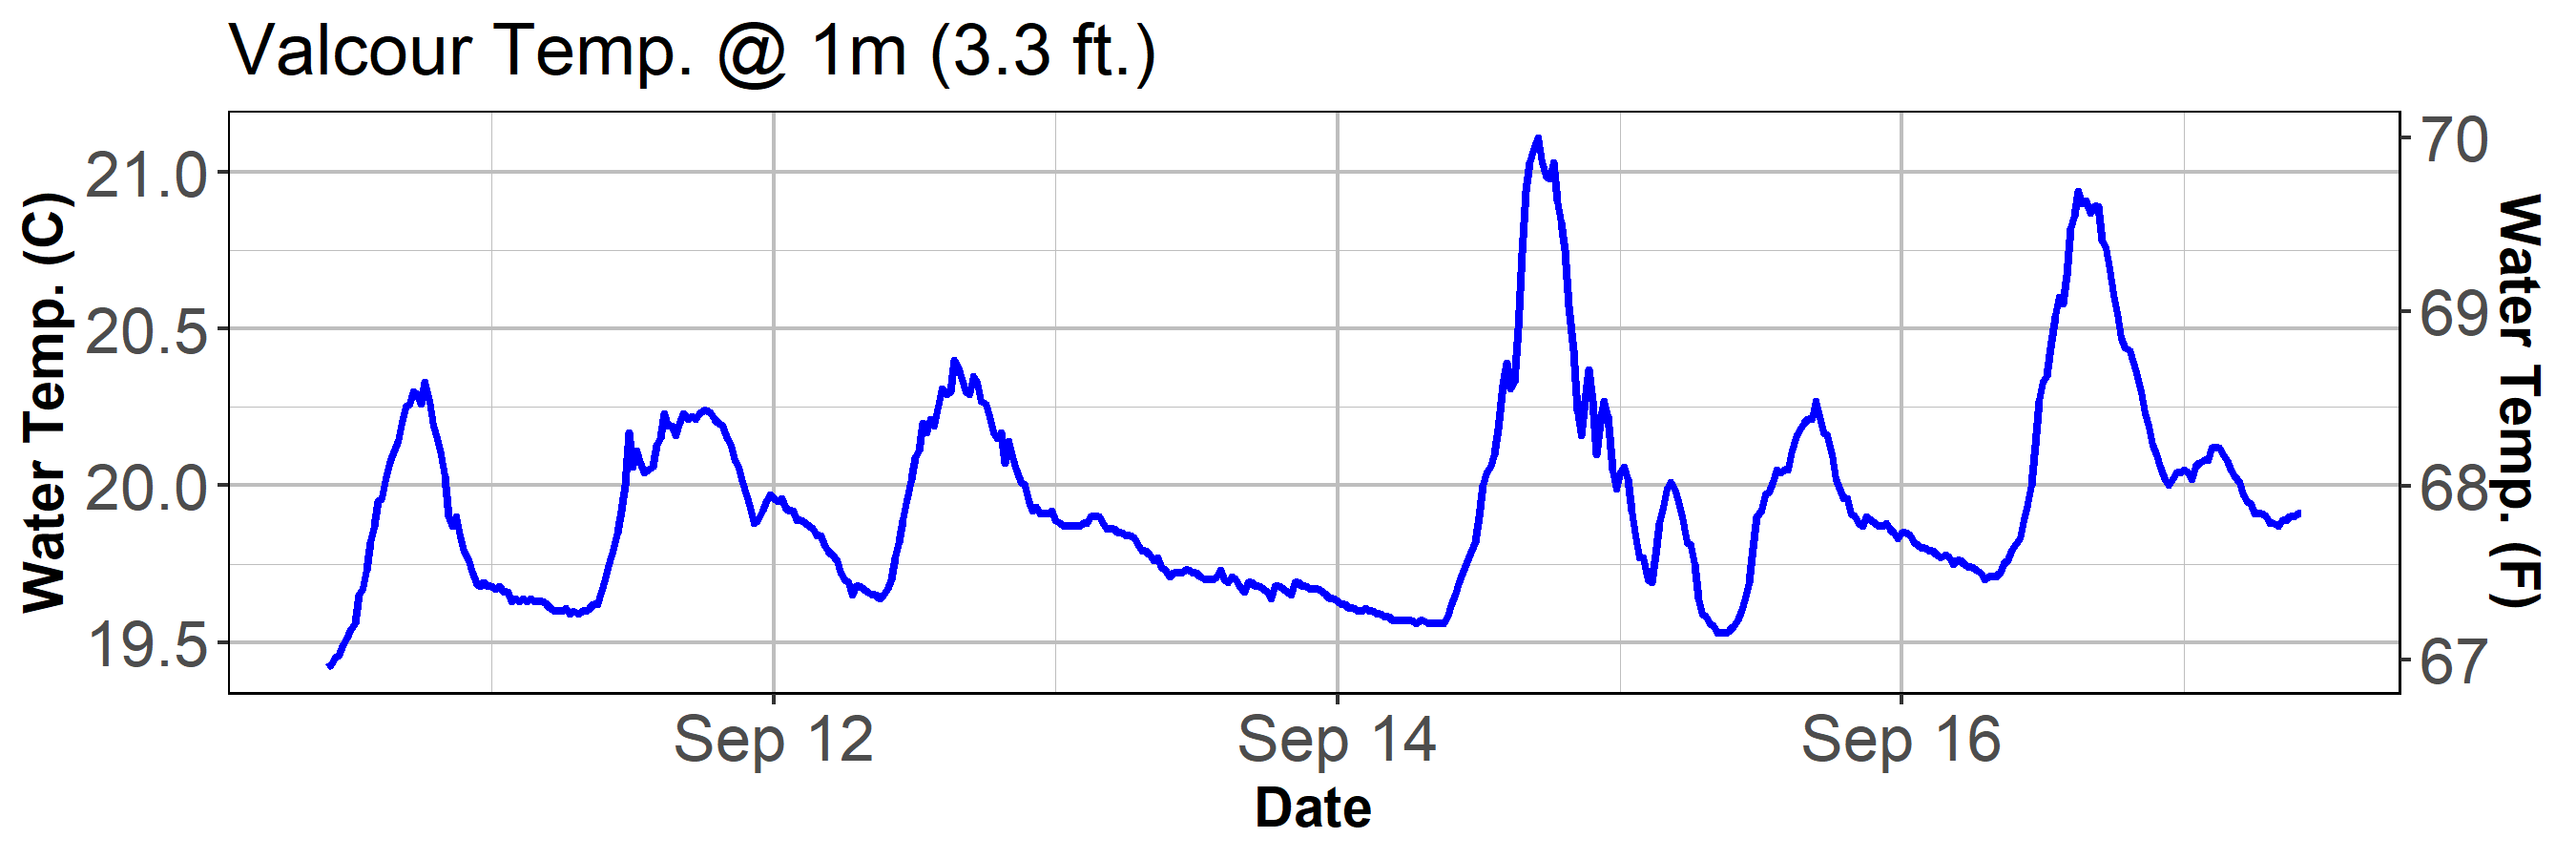 Valcour Temp. @ 1m (3.3 ft.)
Water Temp. (C)
21.0
20.5
20.0
19.5
70
69
68
67
Water Temp. (F)
Sep 12
Sep 14
Sep 16
Date